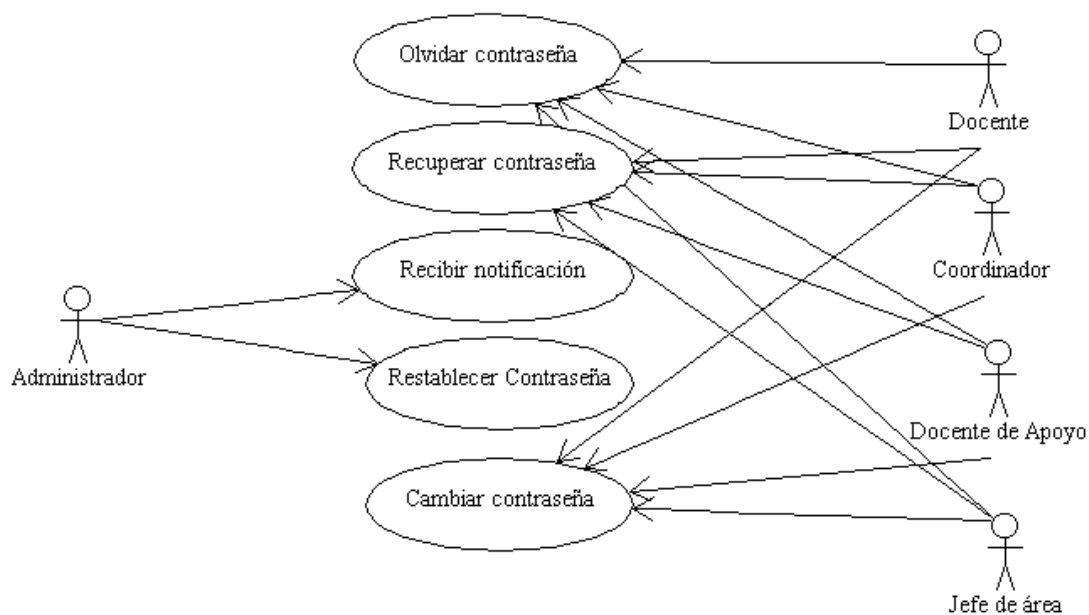 Olvidar contraseña
Docente
Recuperar contraseña
Coordinador
Recibir notificación
Administrador
Restablecer Contraseña
Docente de Apoyo
Cambiar contraseña
Jefe de área